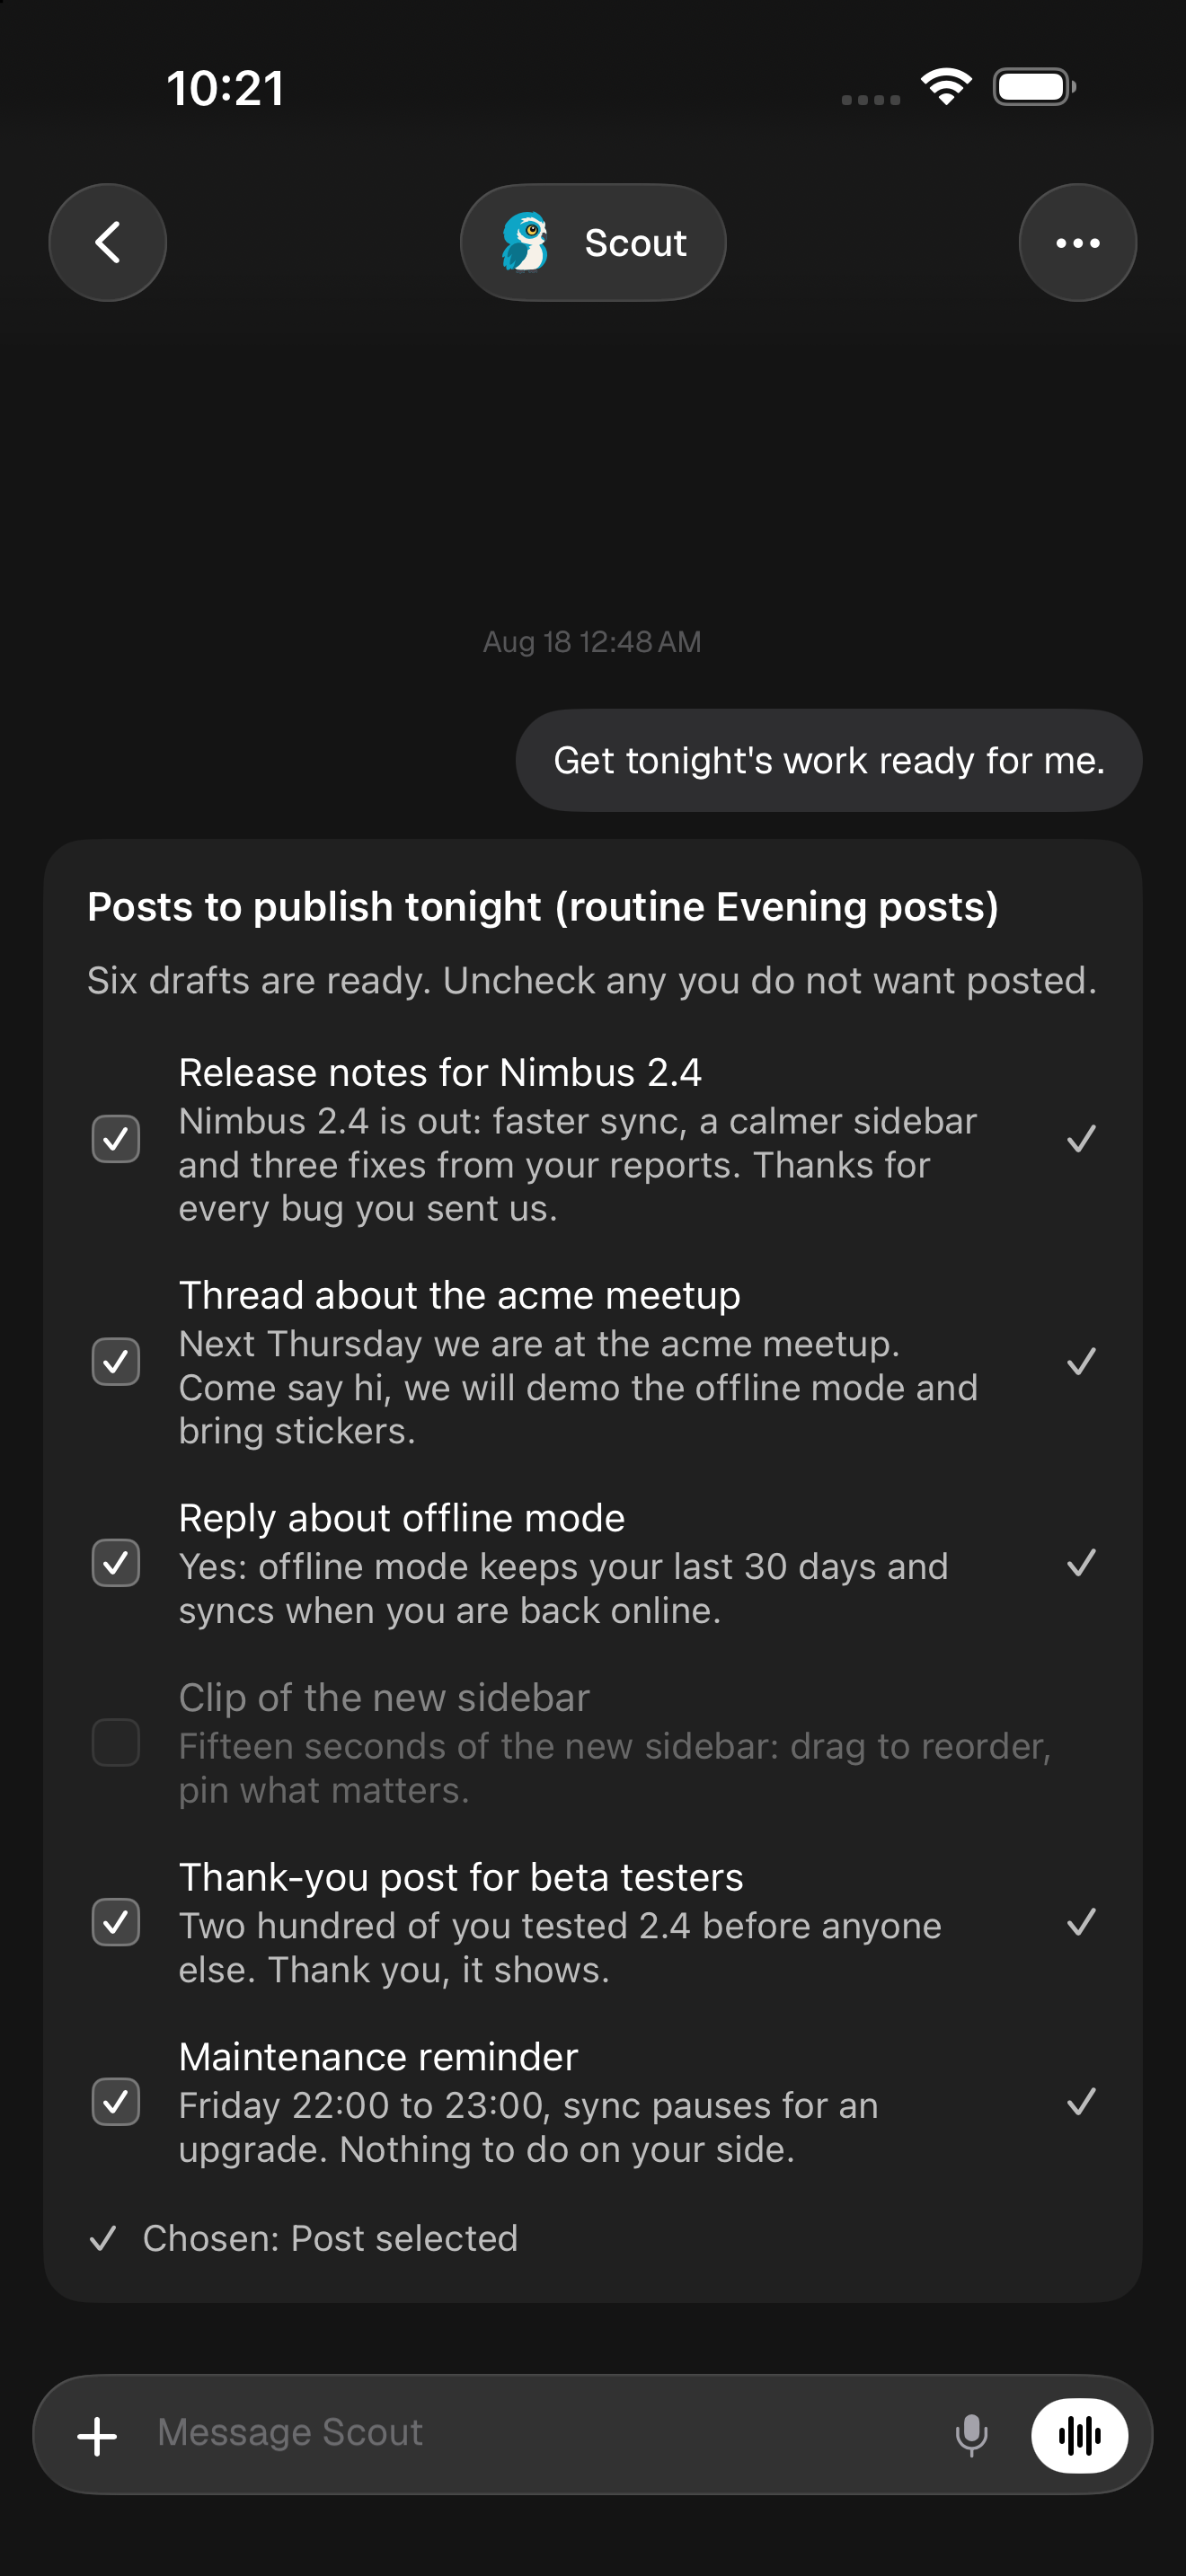 10:21
Scout
Aug 18 12:48 AM
Get tonight's work ready for me.
Posts to publish tonight (routine Evening posts)
Six drafts are ready. Uncheck any you do not want posted.
Release notes for Nimbus 2.4
Nimbus 2.4 is out: faster sync, a calmer sidebar
and three fixes from your reports. Thanks for
every bug you sent us.
Thread about the acme meetup
Next Thursday we are at the acme meetup.
Come say hi, we will demo the offline mode and
bring stickers.
Reply about offline mode
Yes: offline mode keeps your last 30 days and
syncs when you are back online.
Clip of the new sidebar
Fifteen seconds of the new sidebar: drag to reorder,
pin what matters.
Thank-you post for beta testers
Two hundred of you tested 2.4 before anyone
else. Thank you, it shows.
Maintenance reminder
Friday 22:00 to 23:00, sync pauses for an
upgrade. Nothing to do on your side.
Chosen: Post selected
Message Scout